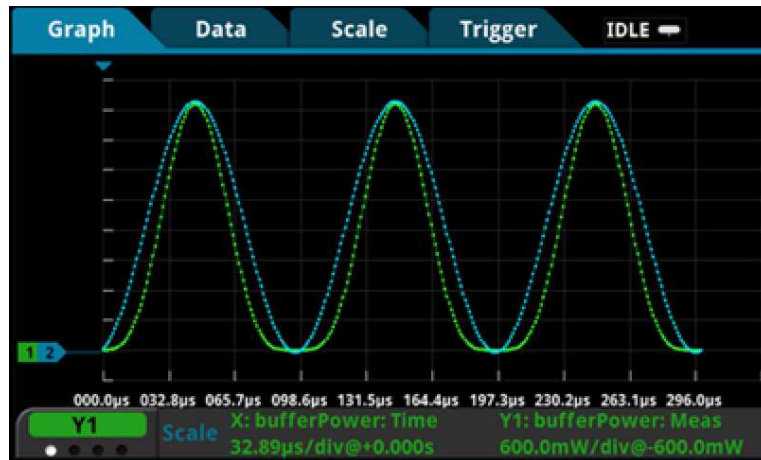 Graph Data Scale Trigger IDLE
1 2
000.0µs 032.8µs 065.7µs 098.6µs 131.5µs 164.4µs 197.3µs 230.2µs 263.1µs 296.0µs
Y1 Scale X: bufferPower: Time Y1: bufferPower: Meas
32.89µs/div@+0.000s 600.0mW/div@-600.0mW